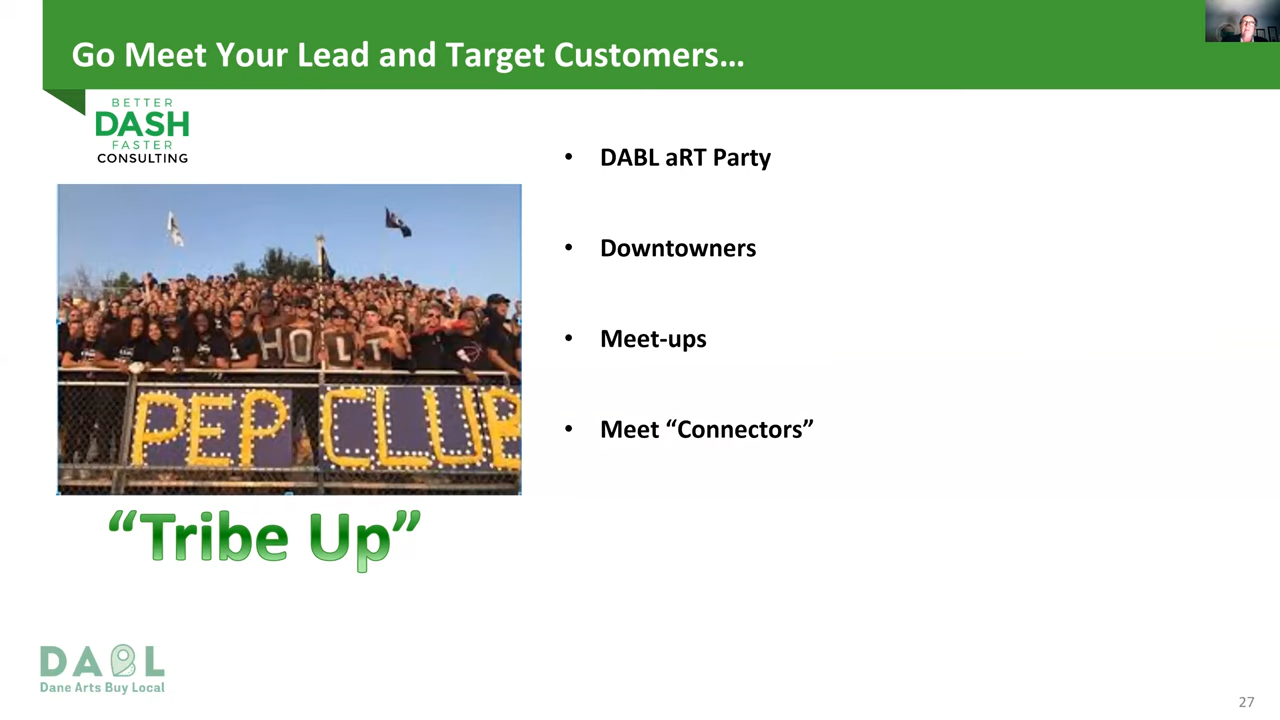 Go Meet Your Lead and Target Customers…
BETTER
DASH
FASTER
CONSULTING
• DABL aRT Party
• Downtowners
• Meet-ups
• Meet “Connectors”
HOLT
PEP CLUB
“Tribe Up”
DABL
Dane Arts Buy Local
27